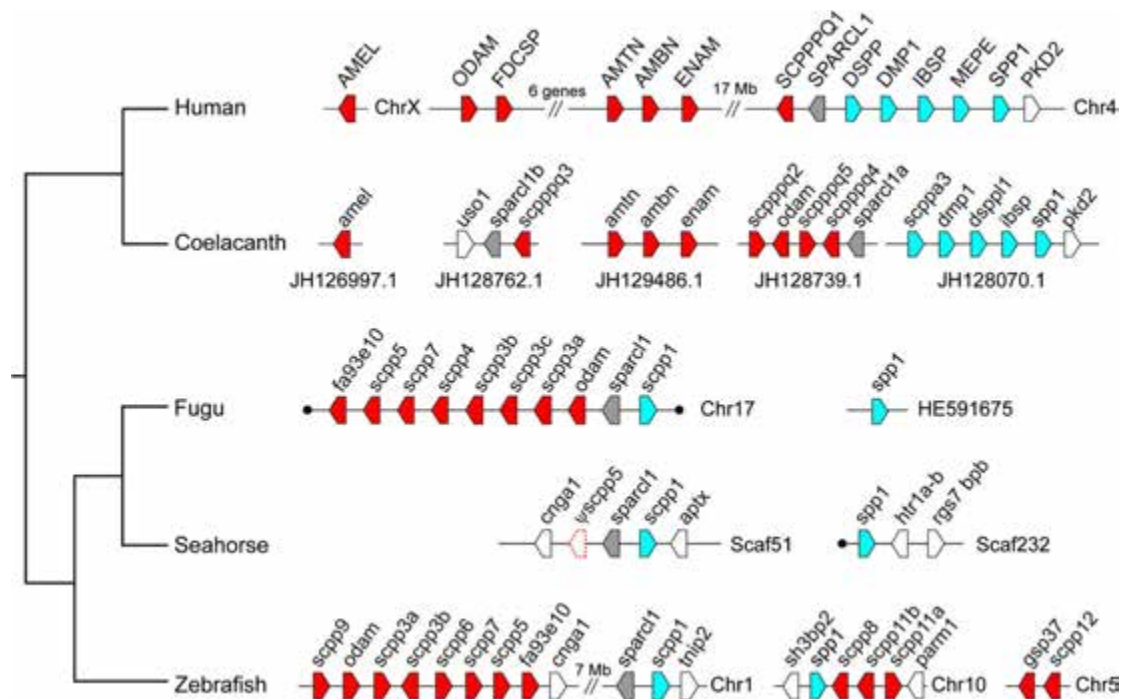 AMEL ODAM FDCSP AMTN AMBN ENAM SCPPPQ1 SPARCL1 DSPP DMP1 IBSP MEPE SPP1 PKD2
6 genes 17 Mb
Human ChrX Chr4
amel uso1 sparcl1b scpppq3 amtn ambn enam scpppq2 odam scpppq5 scpppq4 sparcl1a scppa3 dmp1 dsppl1 ibsp spp1 pkd2
Coelacanth
JH126997.1 JH128762.1 JH129486.1 JH128739.1 JH128070.1
fa93e10 scpp5 scpp7 scpp4 scpp3b scpp3c scpp3a odam sparcl1 scpp1 spp1
Fugu Chr17 HE591675
cnga1 ψscpp5 sparcl1 scpp1 aptx spp1 htr1a-b rgs7 bpb
Seahorse Scaf51 Scaf232
scpp9 odam scpp3a scpp3b scpp6 scpp7 scpp5 fa93e10 cnga1 sparcl1 scpp1 tnip2 sh3bp2 spp1 scpp8 scpp11b scpp11a parm1 gsp37 scpp12
7 Mb
Zebrafish Chr1 Chr10 Chr5